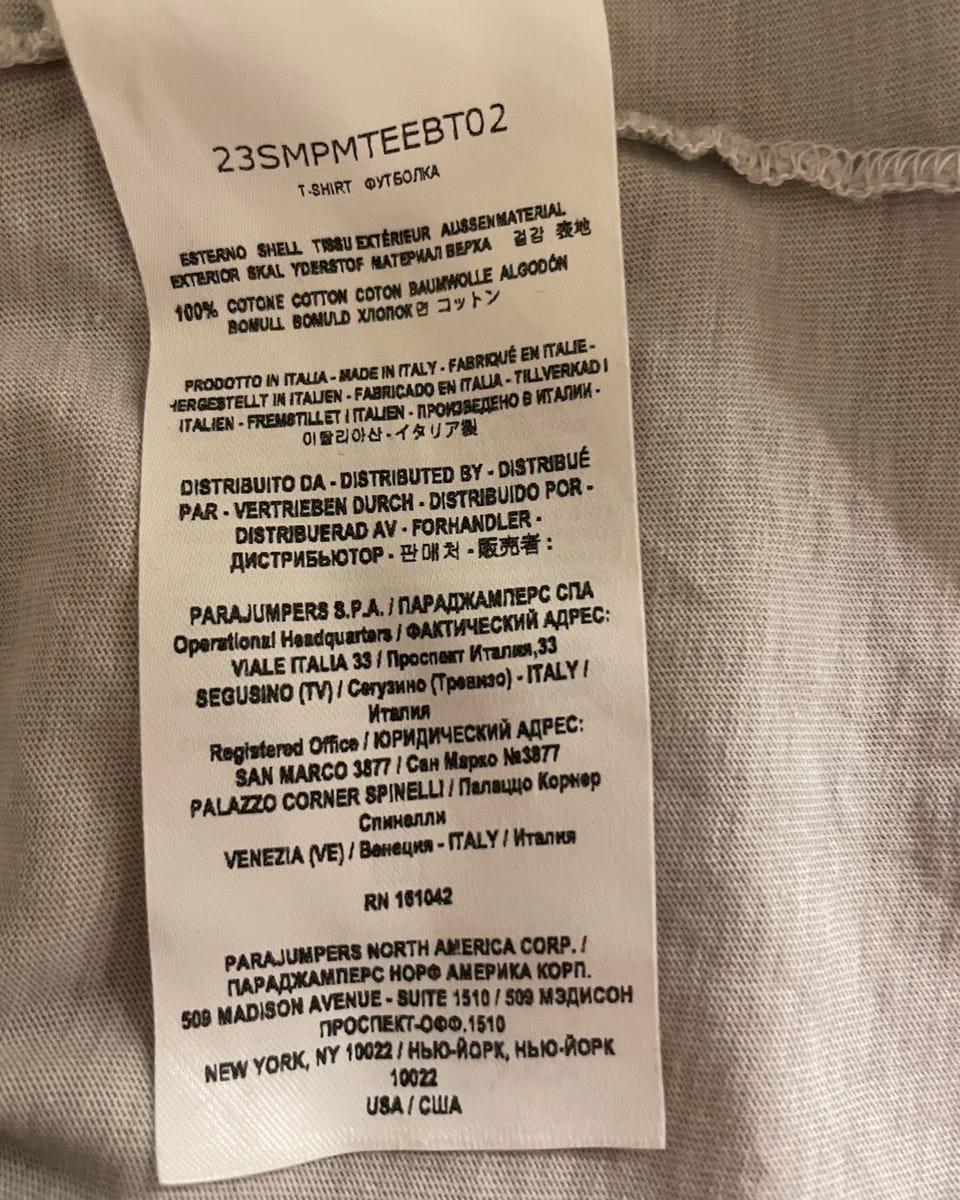 23SMPMTEEBT02
T-SHIRT ФУТБОЛКА
ESTERNO SHELL TISSU EXTÉRIEUR AUSSENMATERIAL
EXTERIOR SKAL YDERSTOF МАТЕРИАЛ ВЕРХА 겉감 表地
100% COTONE COTTON COTON BAUMWOLLE ALGODÓN
BOMULL BOMULD ХЛОПОК 면 コットン
PRODOTTO IN ITALIA - MADE IN ITALY - FABRIQUÉ EN ITALIE -
HERGESTELLT IN ITALIEN - FABRICADO EN ITALIA - TILLVERKAD I
ITALIEN - FREMSTILLET I ITALIEN - ПРОИЗВЕДЕНО В ИТАЛИИ -
이탈리아산 - イタリア製
DISTRIBUITO DA - DISTRIBUTED BY - DISTRIBUÉ
PAR - VERTRIEBEN DURCH - DISTRIBUIDO POR -
DISTRIBUERAD AV - FORHANDLER -
ДИСТРИБЬЮТОР - 판매처 - 販売者 :
PARAJUMPERS S.P.A. / ПАРАДЖАМПЕРС СПА
Operational Headquarters / ФАКТИЧЕСКИЙ АДРЕС:
VIALE ITALIA 33 / Проспект Италия,33
SEGUSINO (TV) / Сегузино (Тревизо) - ITALY /
Италия
Registered Office / ЮРИДИЧЕСКИЙ АДРЕС:
SAN MARCO 3877 / Сан Марко №3877
PALAZZO CORNER SPINELLI / Палаццо Корнер
Спинелли
VENEZIA (VE) / Венеция - ITALY / Италия
RN 161042
PARAJUMPERS NORTH AMERICA CORP. /
ПАРАДЖАМПЕРС НОРФ АМЕРИКА КОРП.
509 MADISON AVENUE - SUITE 1510 / 509 МЭДИСОН
ПРОСПЕКТ-ОФФ.1510
NEW YORK, NY 10022 / НЬЮ-ЙОРК, НЬЮ-ЙОРК
10022
USA / США